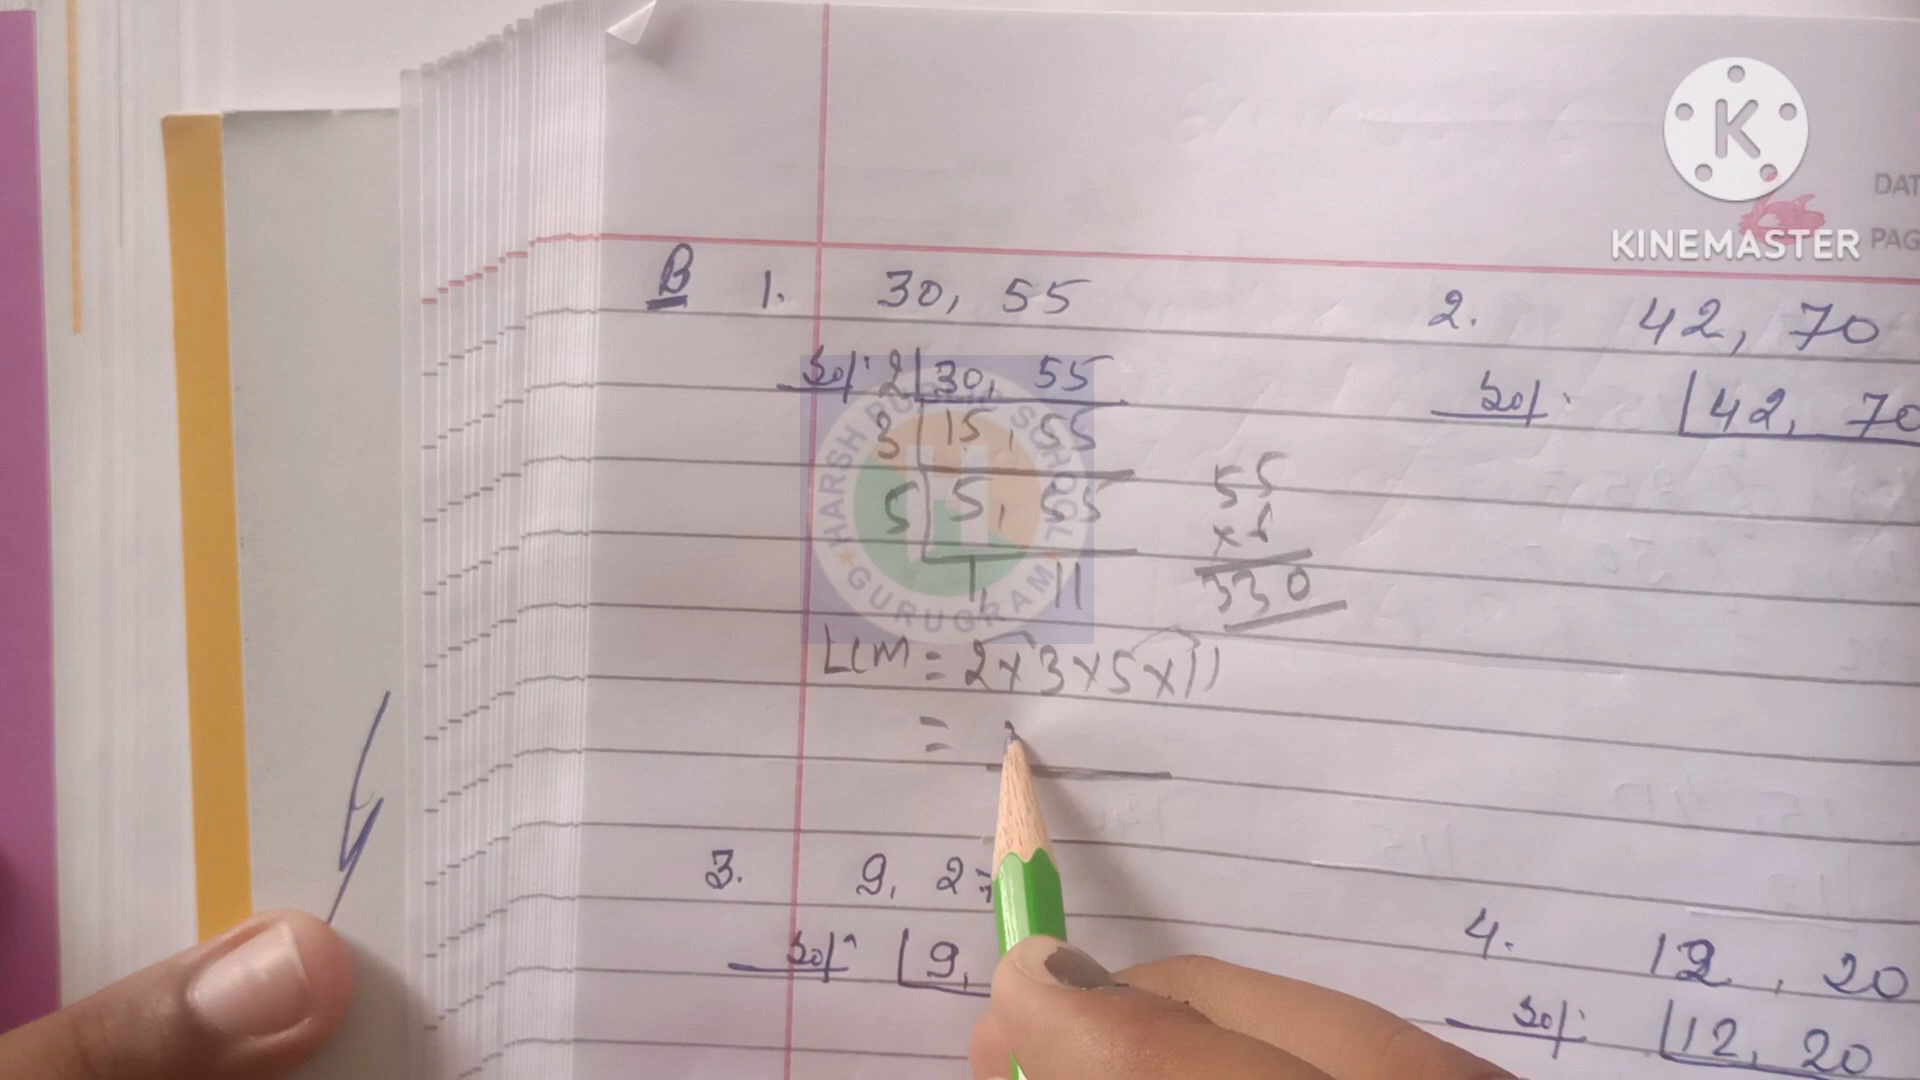 DAT
PAG
KINEMASTER
B 1. 30, 55
2. 42, 70
Sol: 2 30, 55
3 15, 55
5 5, 55
1, 11
55
×6
330
LCM = 2×3×5×11
=
Sol: 42, 70
3. 9, 27
Sol: 9,
4. 12, 20
Sol: 12, 20
HARSH PUBLIC SCHOOL
GURUGRAM